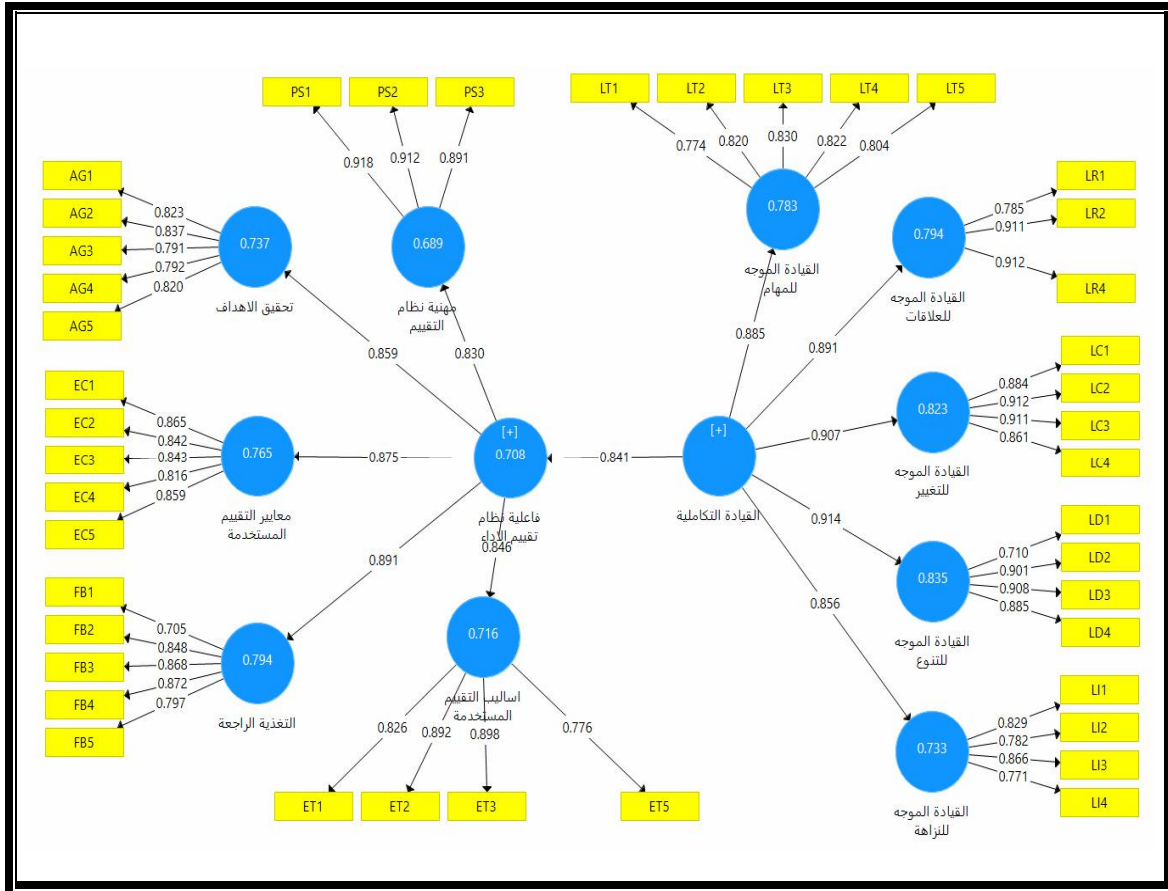 PS1
PS2
PS3
0.918
0.912
0.891
0.689
مهنية نظام
التقييم
0.830
LT1
LT2
LT3
LT4
LT5
0.774
0.820
0.830
0.822
0.804
0.783
القيادة الموجه
للمهام
0.885
AG1
AG2
AG3
AG4
AG5
0.823
0.837
0.791
0.792
0.820
0.737
تحقيق الاهداف
0.859
LR1
LR2
LR4
0.785
0.911
0.912
0.794
القيادة الموجه
للعلاقات
0.891
EC1
EC2
EC3
EC4
EC5
0.865
0.842
0.843
0.816
0.859
0.765
معايير التقييم
المستخدمة
0.875
[+]
0.708
فاعلية نظام
تقييم الاداء
0.841
[+]
القيادة التكاملية
LC1
LC2
LC3
LC4
0.884
0.912
0.911
0.861
0.823
القيادة الموجه
للتغيير
0.907
LD1
LD2
LD3
LD4
0.710
0.901
0.908
0.885
0.835
القيادة الموجه
للتنوع
0.914
FB1
FB2
FB3
FB4
FB5
0.705
0.848
0.868
0.872
0.797
0.794
التغذية الراجعة
0.891
0.846
0.716
اساليب التقييم
المستخدمة
0.826
0.892
0.898
0.776
ET1
ET2
ET3
ET5
LI1
LI2
LI3
LI4
0.829
0.782
0.866
0.771
0.733
القيادة الموجه
للنزاهة
0.856